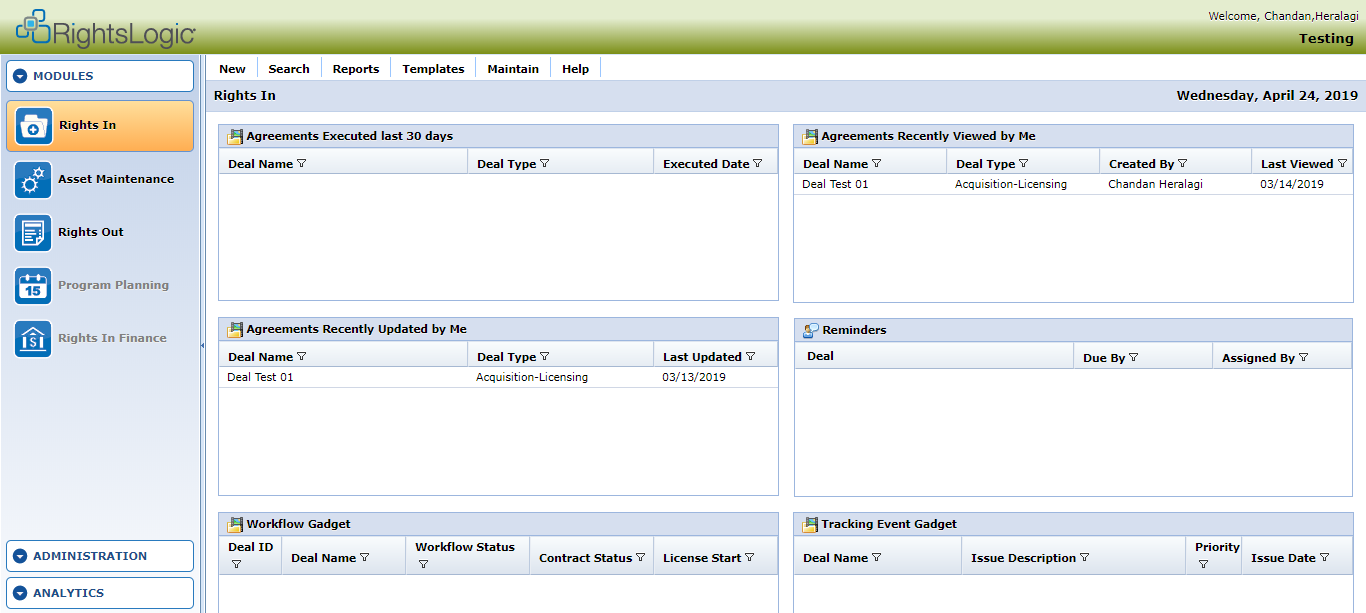 RightsLogic
Welcome, Chandan,Heralagi
Testing
MODULES
Rights In
Asset Maintenance
Rights Out
15
Program Planning
$
Rights In Finance
ADMINISTRATION
ANALYTICS
New Search Reports Templates Maintain Help
Rights In Wednesday, April 24, 2019
Agreements Executed last 30 days
Deal Name Deal Type Executed Date
Agreements Recently Viewed by Me
Deal Name Deal Type Created By Last Viewed
Deal Test 01 Acquisition-Licensing Chandan Heralagi 03/14/2019
Agreements Recently Updated by Me
Deal Name Deal Type Last Updated
Deal Test 01 Acquisition-Licensing 03/13/2019
Reminders
Deal Due By Assigned By
Workflow Gadget
Deal ID Deal Name Workflow Status Contract Status License Start
Tracking Event Gadget
Deal Name Issue Description Priority Issue Date